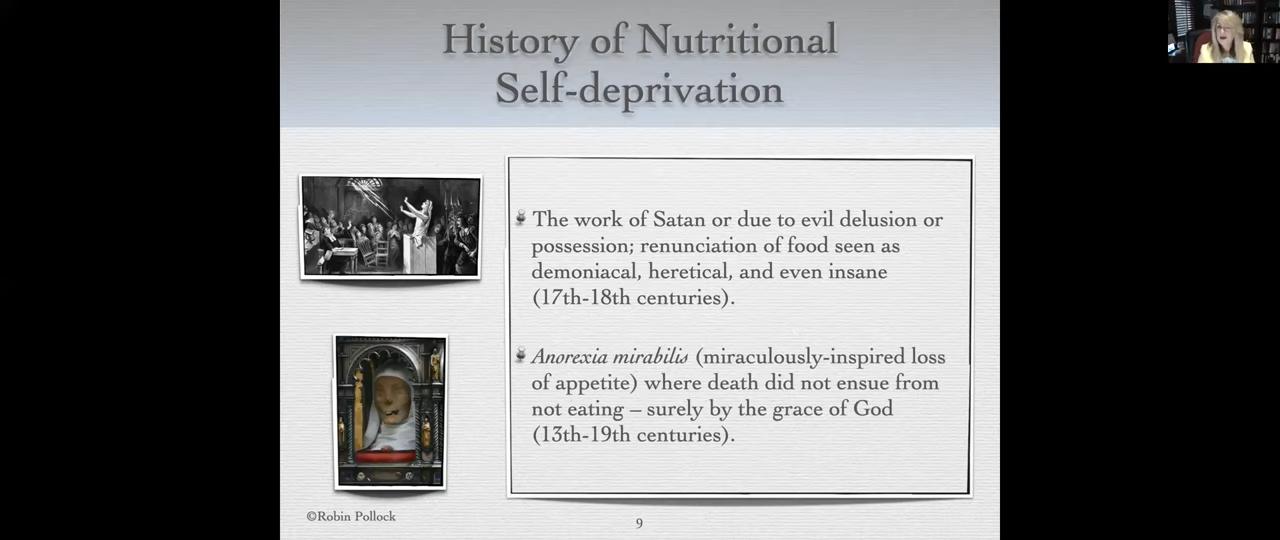 History of Nutritional
Self-deprivation
The work of Satan or due to evil delusion or
possession; renunciation of food seen as
demoniacal, heretical, and even insane
(17th-18th centuries).
Anorexia mirabilis (miraculously-inspired loss
of appetite) where death did not ensue from
not eating – surely by the grace of God
(13th-19th centuries).
©Robin Pollock
9